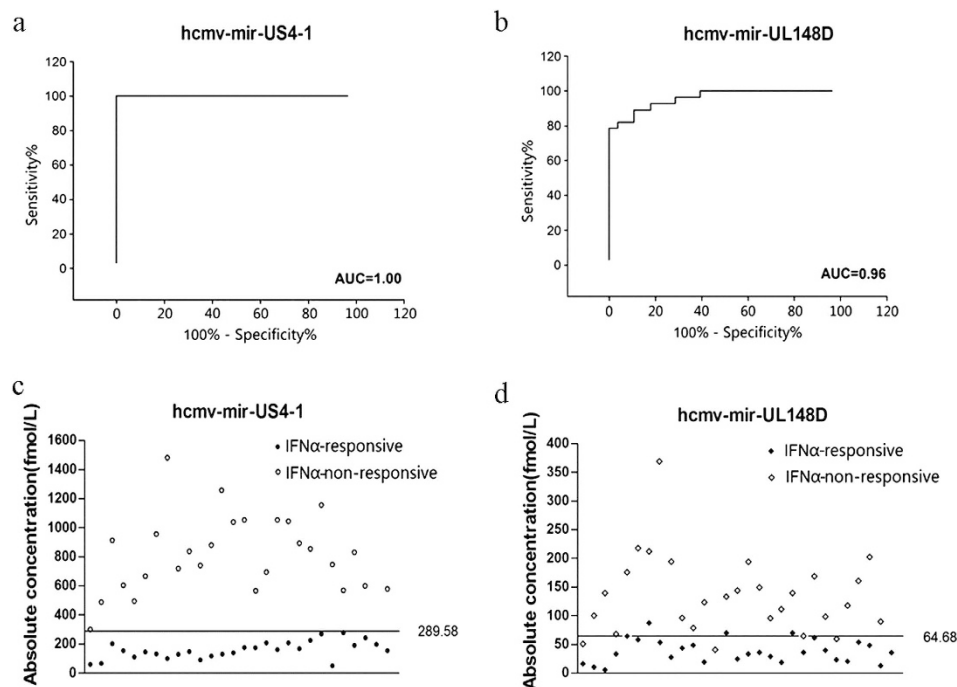 a
hcmv-mir-US4-1
120
100
80
60
40
20
0
Sensitivity%
AUC=1.00
0 20 40 60 80 100 120
100% - Specificity%
b
hcmv-mir-UL148D
120
100
80
60
40
20
0
Sensitivity%
AUC=0.96
0 20 40 60 80 100 120
100% - Specificity%
c
hcmv-mir-US4-1
Absolute concentration(fmol/L)
1600
1400
1200
1000
800
600
400
200
0
IFNα-responsive
IFNα-non-responsive
289.58
d
hcmv-mir-UL148D
Absolute concentration(fmol/L)
400
350
300
250
200
150
100
50
0
IFNα-responsive
IFNα-non-responsive
64.68